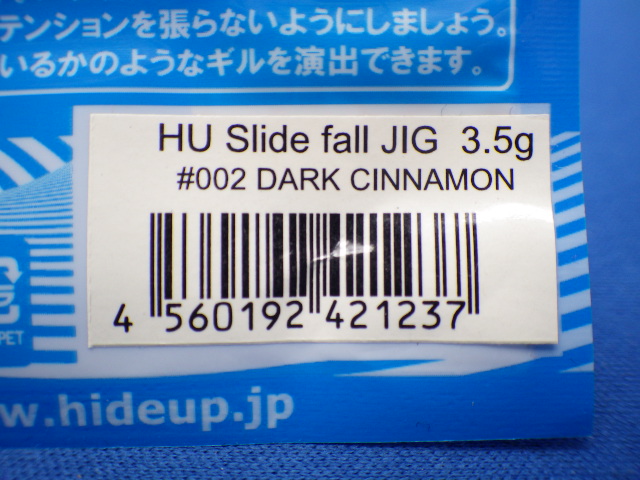 テンションを張らないようにしましょう。
いるかのようなギルを演出できます。
HU Slide fall JIG 3.5g
#002 DARK CINNAMON
4 560192 421237
PET
w.hideup.jp